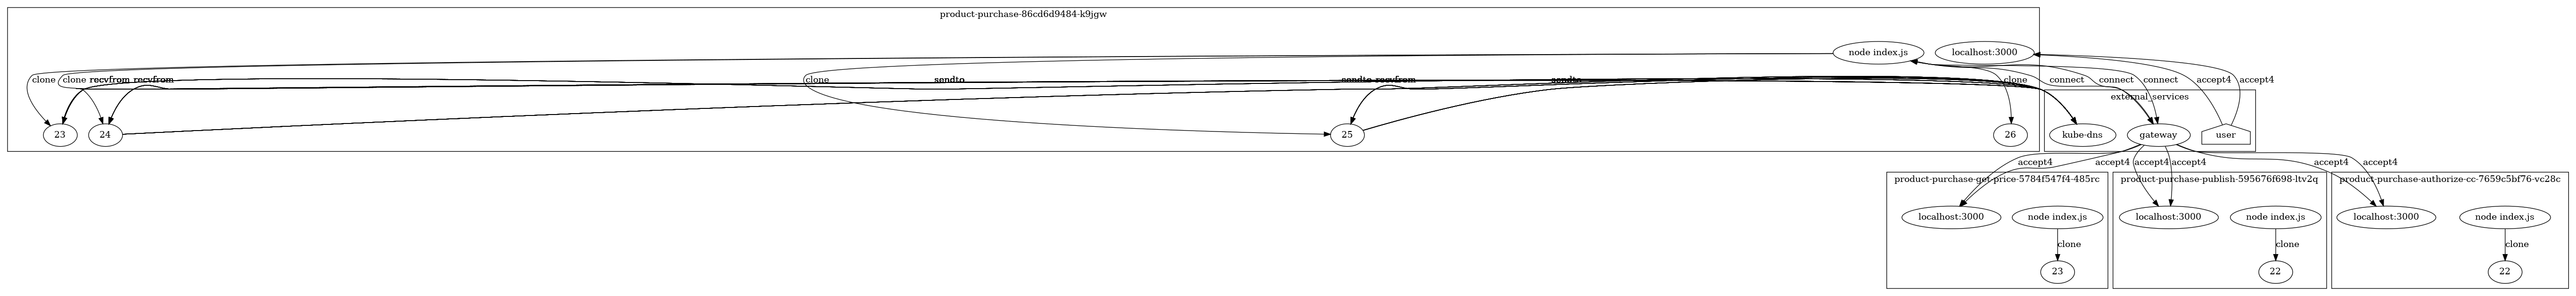 product-purchase-86cd6d9484-k9jgw
node index.js
localhost:3000
clone
clone
recvfrom
recvfrom
sendto
clone
sendto
recvfrom
sendto
clone
connect
connect
connect
accept4
accept4
external_services
23
24
25
26
kube-dns
gateway
user
accept4
accept4
accept4
accept4
accept4
accept4
product-purchase-get-price-5784f547f4-485rc
product-purchase-publish-595676f698-ltv2q
product-purchase-authorize-cc-7659c5bf76-vc28c
localhost:3000
node index.js
localhost:3000
node index.js
localhost:3000
node index.js
clone
clone
clone
23
22
22